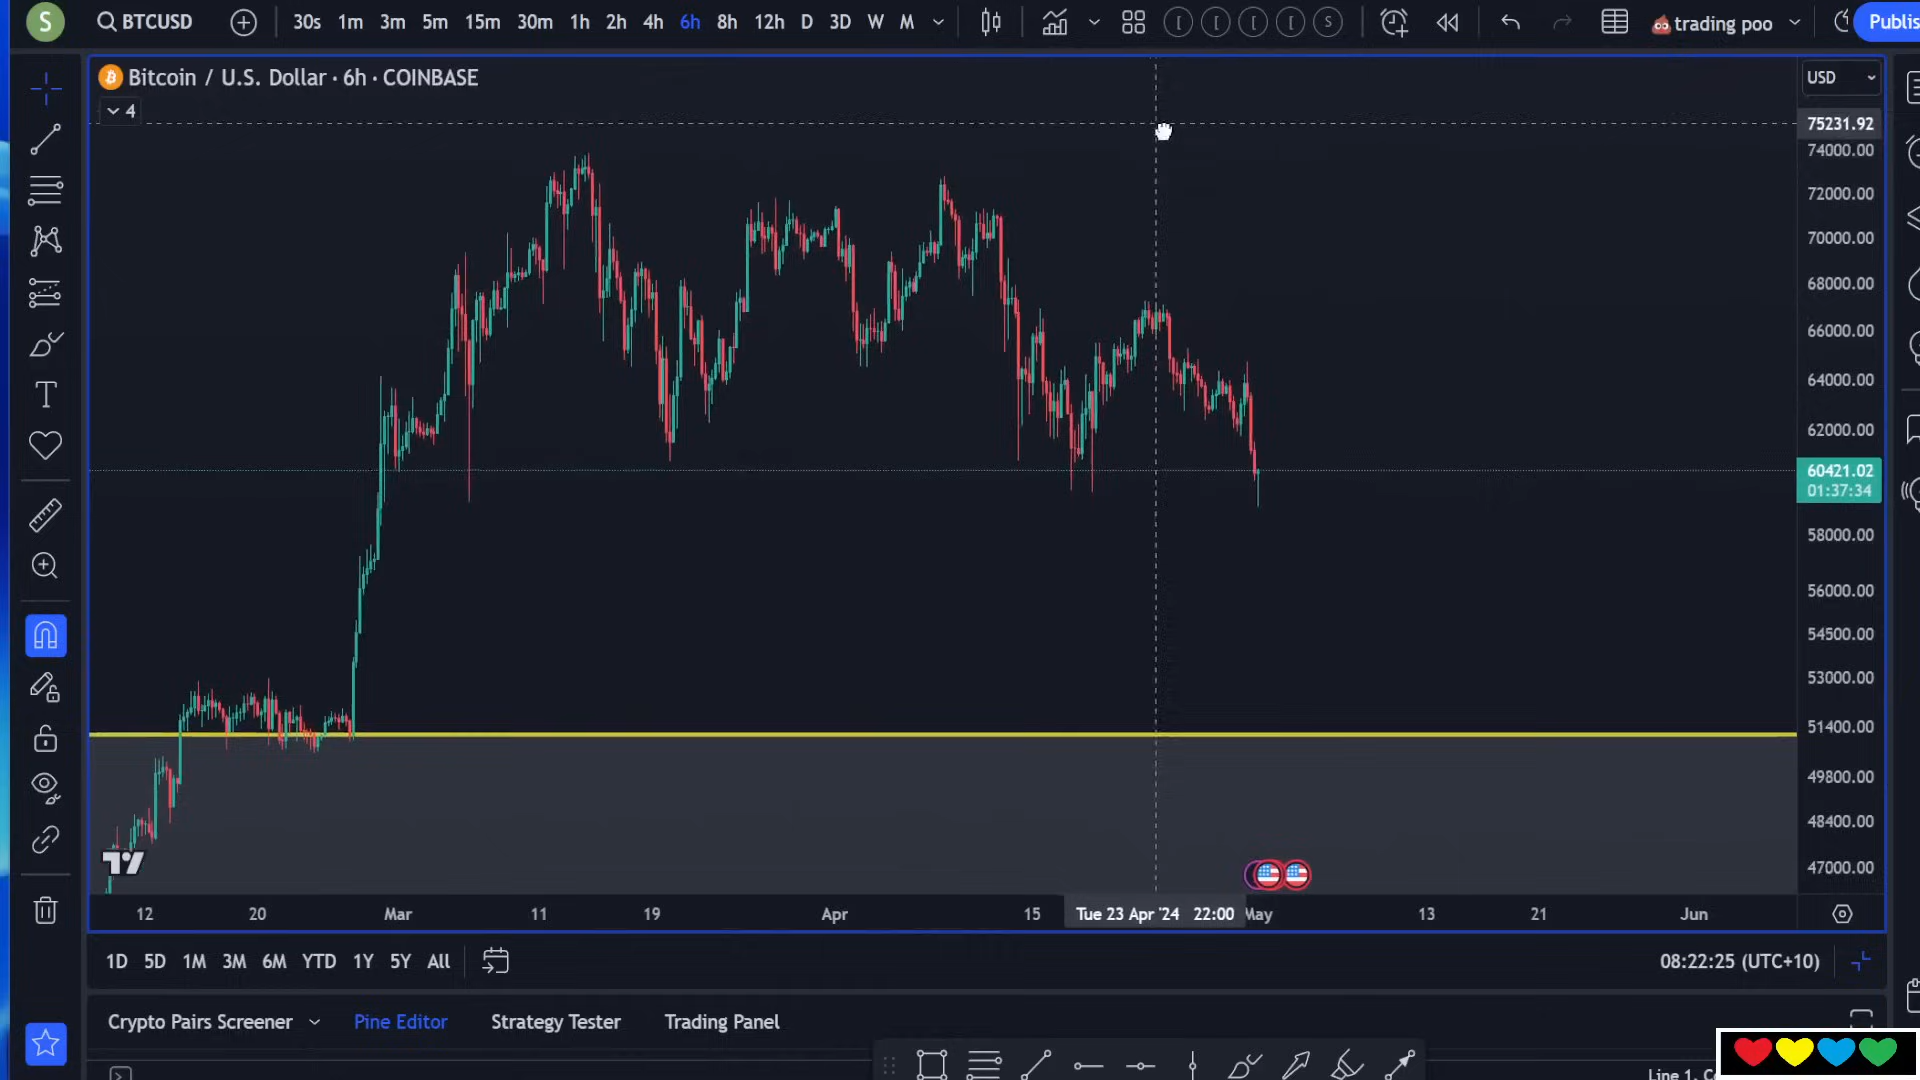 S BTCUSD 30s 1m 3m 5m 15m 30m 1h 2h 4h 6h 8h 12h D 3D W M [ [ [ [ S 💩trading poo Publis
Bitcoin / U.S. Dollar · 6h · COINBASE
USD
4
75231.92
74000.00
72000.00
70000.00
68000.00
66000.00
64000.00
62000.00
60421.02
01:37:34
58000.00
56000.00
54500.00
53000.00
51400.00
49800.00
48400.00
47000.00
12 20 Mar 11 19 Apr 15 Tue 23 Apr '24 22:00 May 13 21 Jun
1D 5D 1M 3M 6M YTD 1Y 5Y All 08:22:25 (UTC+10)
Crypto Pairs Screener Pine Editor Strategy Tester Trading Panel
Line 1,